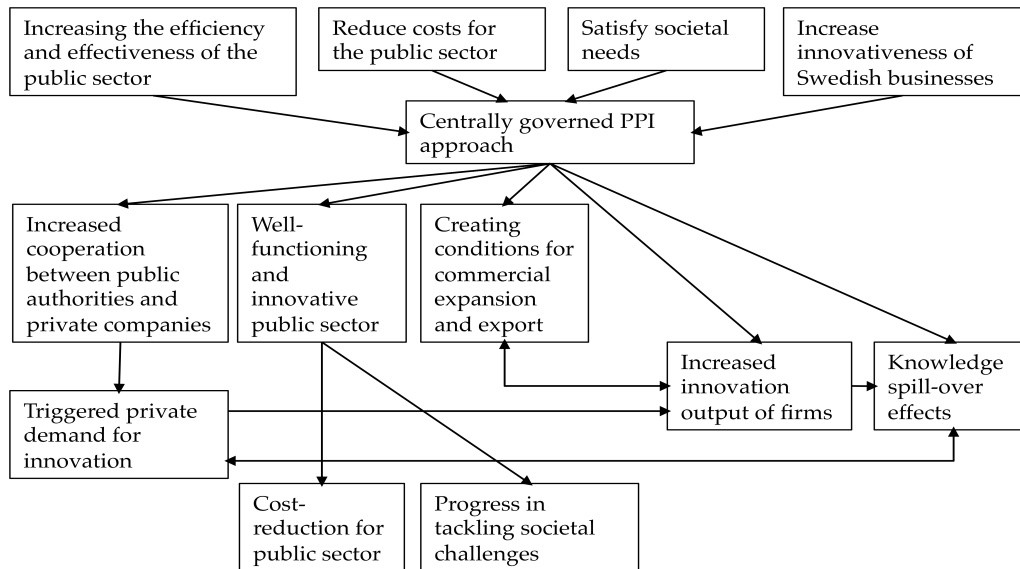 Increasing the efficiency
and effectiveness of the
public sector
Reduce costs for
the public sector
Satisfy societal
needs
Increase
innovativeness of
Swedish businesses
Centrally governed PPI
approach
Increased
cooperation
between public
authorities and
private companies
Well-
functioning
and
innovative
public sector
Creating
conditions for
commercial
expansion
and export
Increased
innovation
output of firms
Knowledge
spill-over
effects
Triggered private
demand for
innovation
Cost-
reduction for
public sector
Progress in
tackling societal
challenges